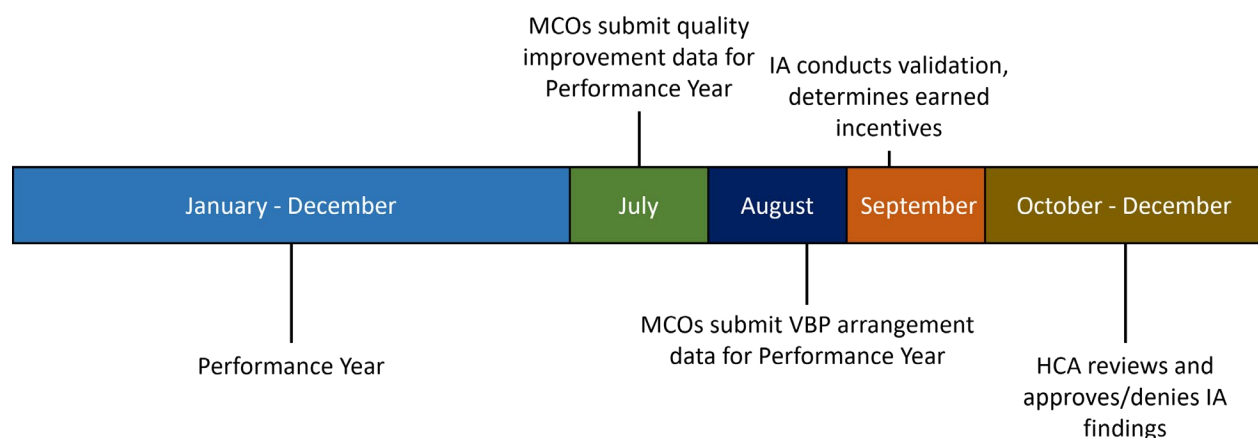 MCOs submit quality
improvement data for
Performance Year
IA conducts validation,
determines earned
incentives
January - December
July
August
September
October - December
Performance Year
MCOs submit VBP arrangement
data for Performance Year
HCA reviews and
approves/denies IA
findings